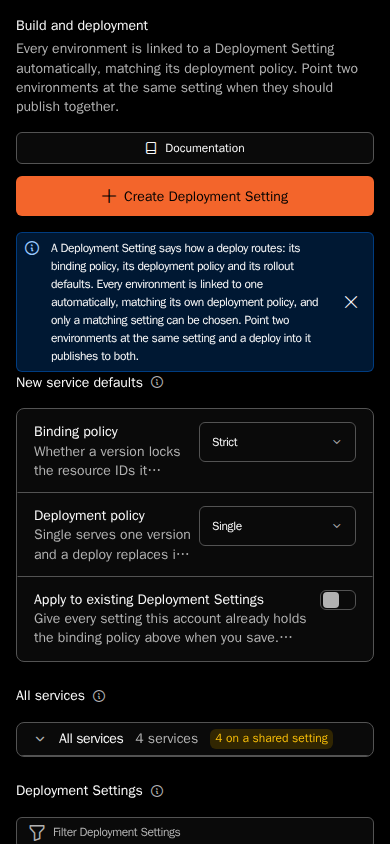 Build and deployment
Every environment is linked to a Deployment Setting
automatically, matching its deployment policy. Point two
environments at the same setting when they should
publish together.
Documentation
Create Deployment Setting
A Deployment Setting says how a deploy routes: its
binding policy, its deployment policy and its rollout
defaults. Every environment is linked to one
automatically, matching its own deployment policy, and
only a matching setting can be chosen. Point two
environments at the same setting and a deploy into it
publishes to both.
New service defaults
Binding policy
Whether a version locks
the resource IDs it···
Strict
Deployment policy
Single serves one version
and a deploy replaces i···
Single
Apply to existing Deployment Settings
Give every setting this account already holds
the binding policy above when you save.···
All services
All services 4 services 4 on a shared setting
Deployment Settings
Filter Deployment Settings